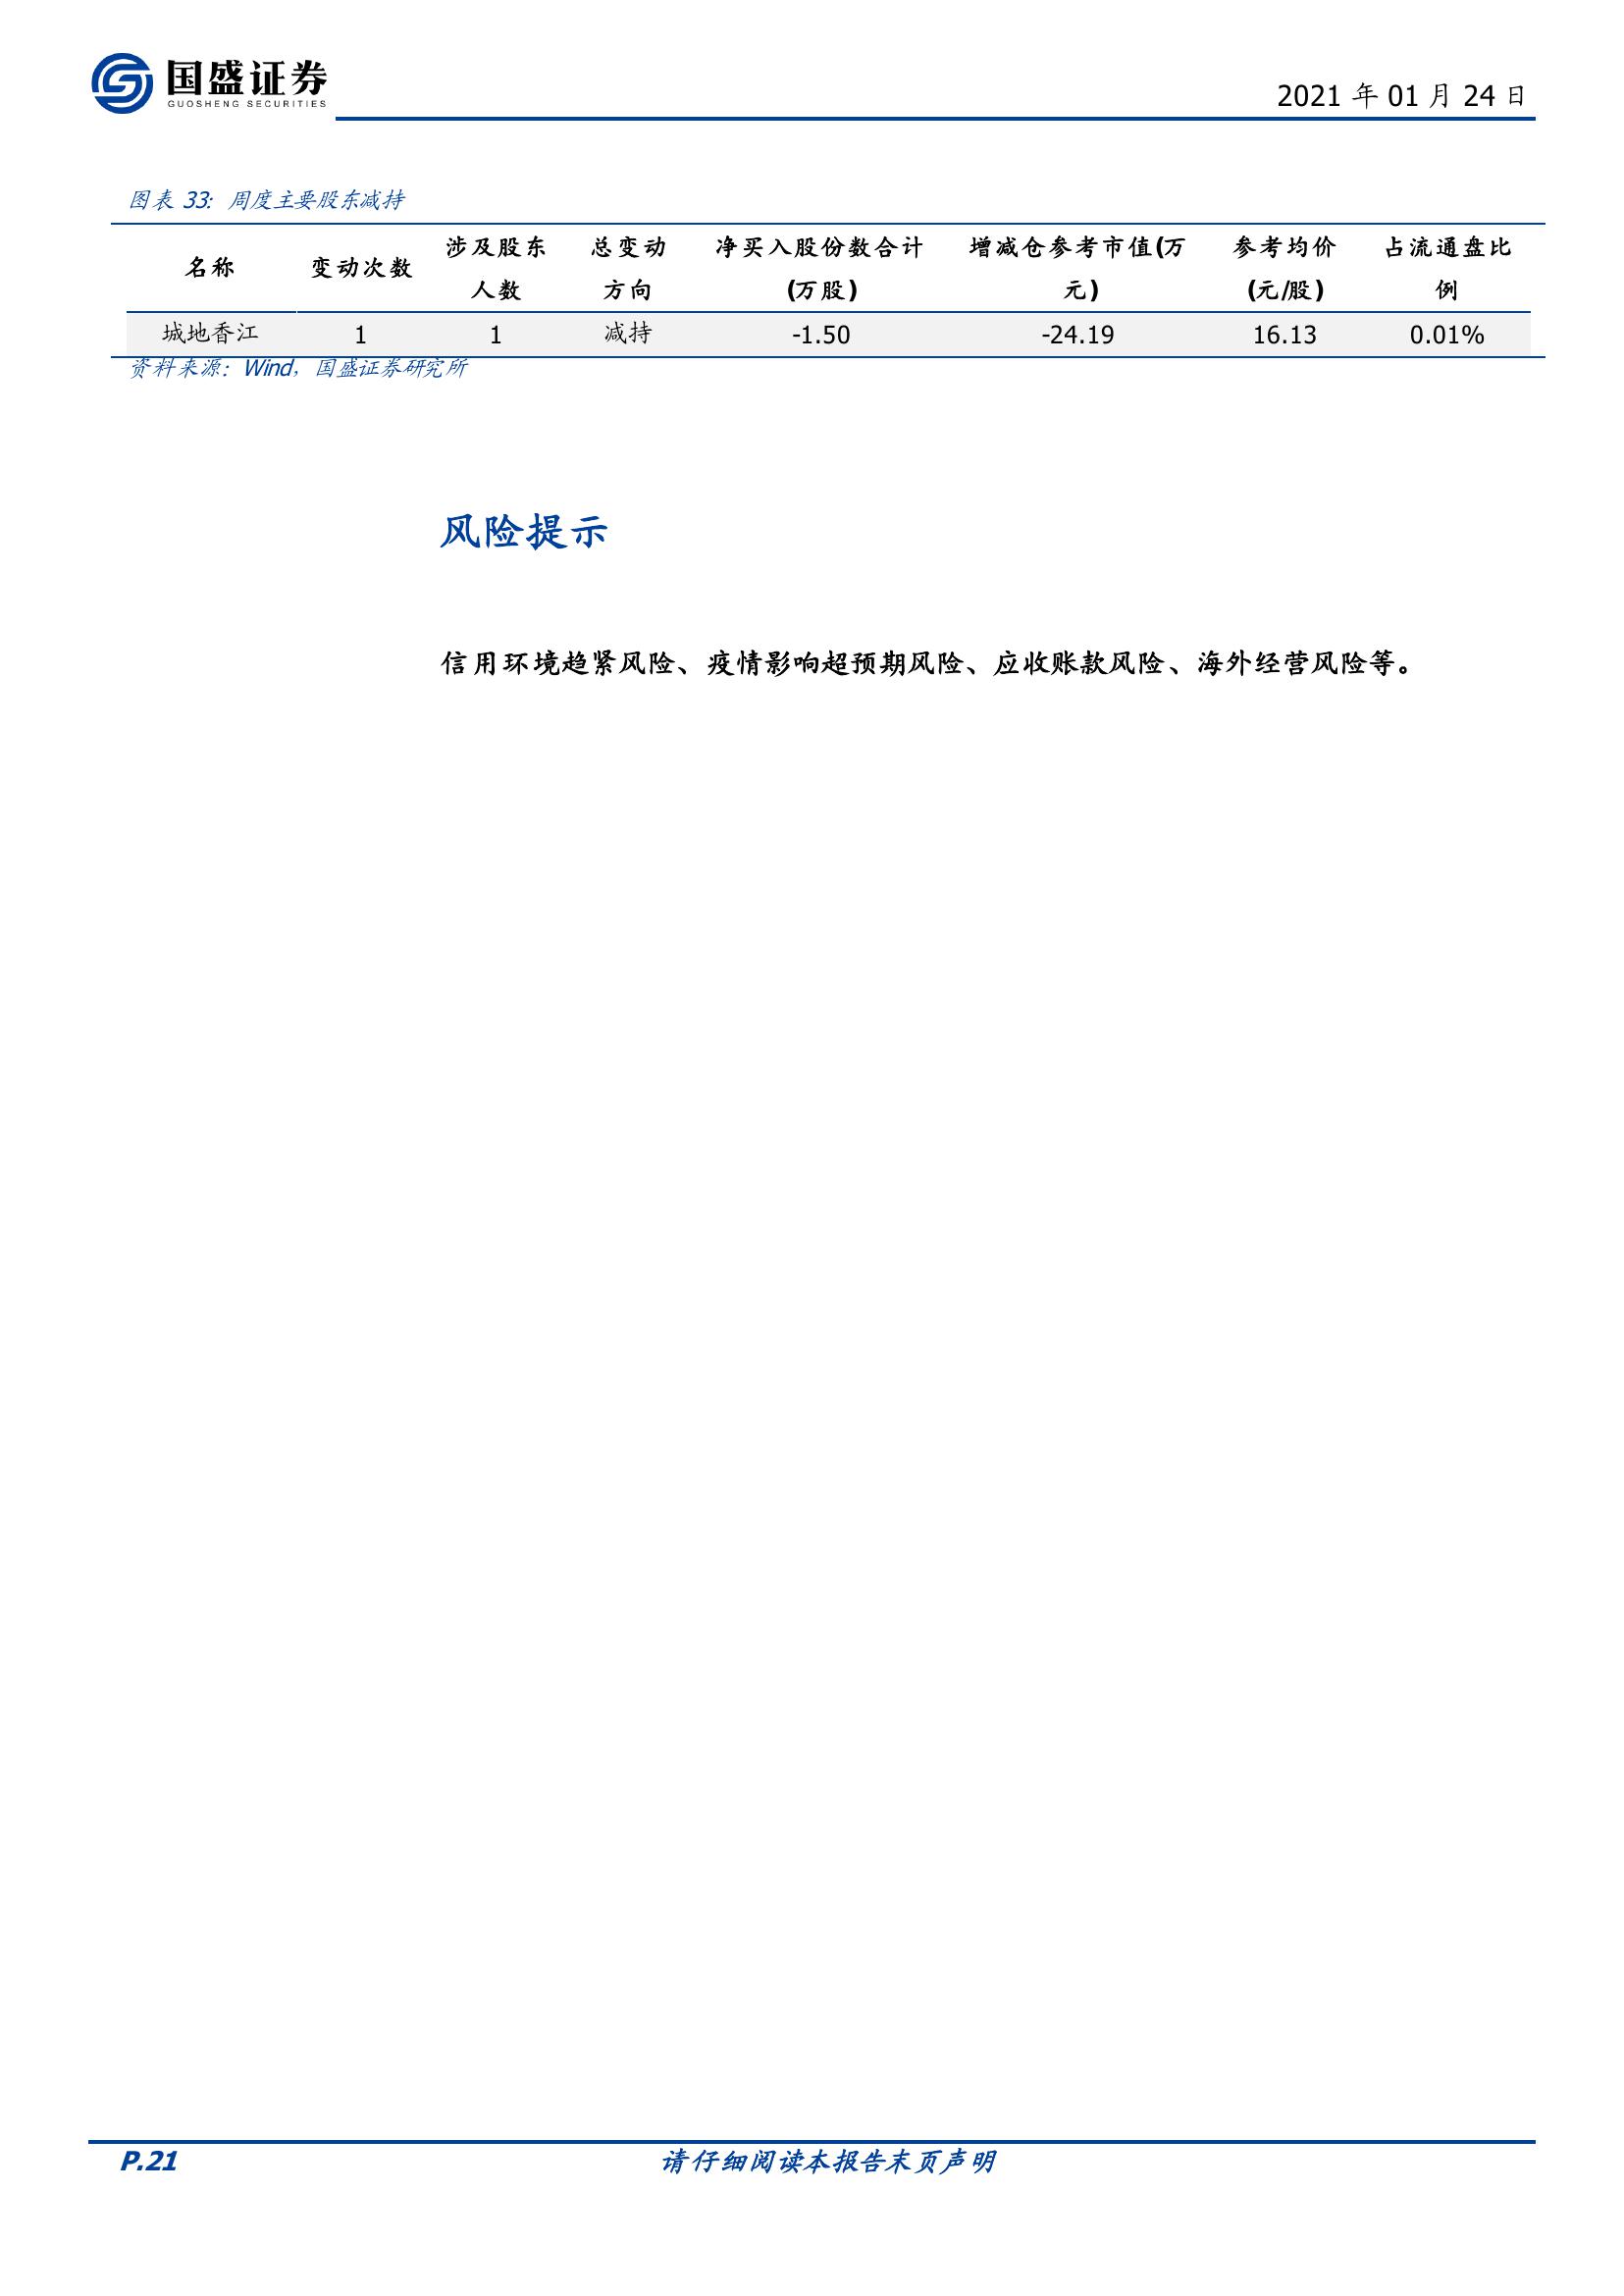 国盛证券
GUOSHENG SECURITIES
2021 年 01 月 24 日
图表 33：周度主要股东减持
名称 变动次数 涉及股东人数 总变动方向 净买入股份数合计(万股) 增减仓参考市值(万元) 参考均价(元/股) 占流通盘比例
城地香江 1 1 减持 -1.50 -24.19 16.13 0.01%
资料来源：Wind，国盛证券研究所
风险提示
信用环境趋紧风险、疫情影响超预期风险、应收账款风险、海外经营风险等。
P.21 请仔细阅读本报告末页声明